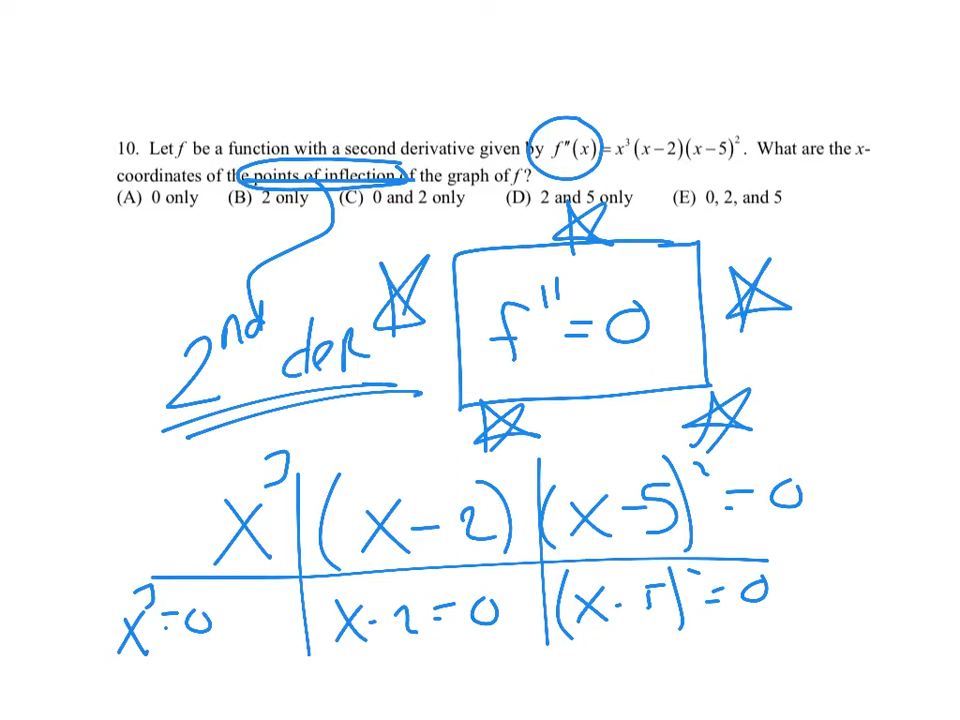 10. Let f be a function with a second derivative given by f″(x) = x³(x−2)(x−5)². What are the x-
coordinates of the points of inflection of the graph of f ?
(A) 0 only (B) 2 only (C) 0 and 2 only (D) 2 and 5 only (E) 0, 2, and 5
2nd der f″ = 0
x³ (x−2) (x−5)² = 0
x³=0 x-2=0 (x-5)²=0